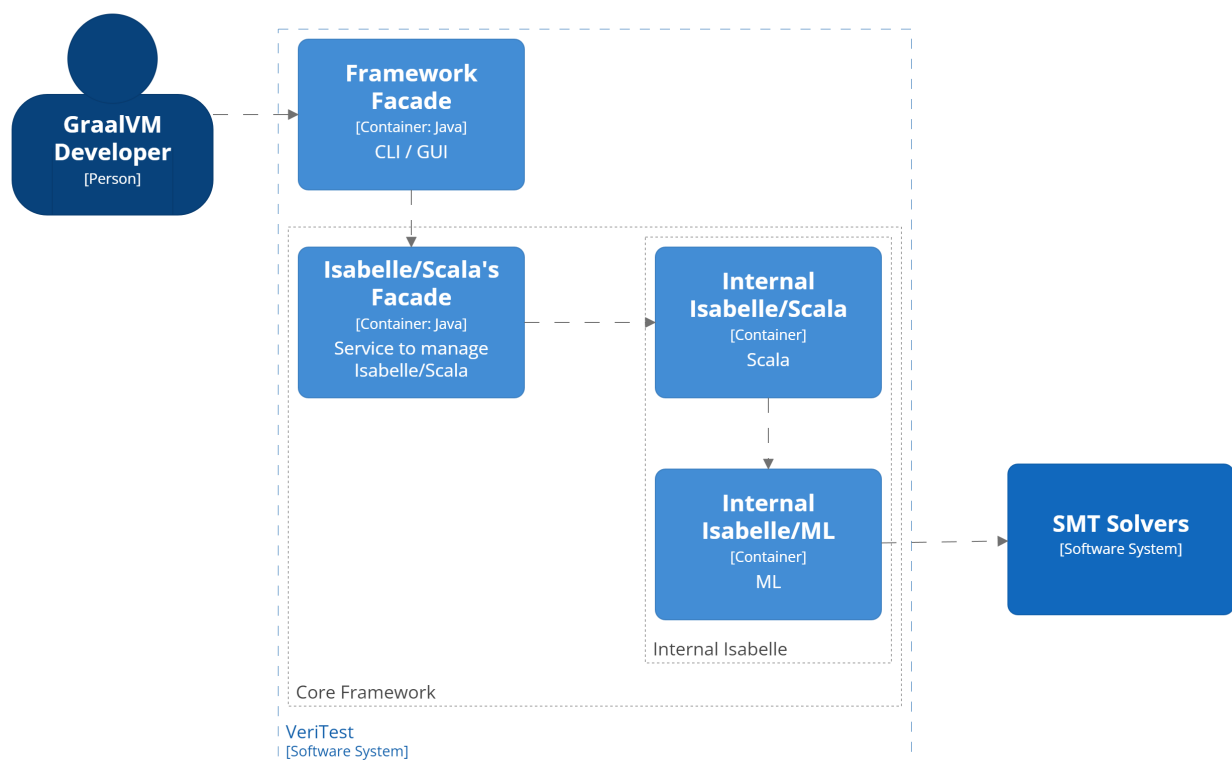 GraalVM
Developer
[Person]
Framework
Facade
[Container: Java]
CLI / GUI
Isabelle/Scala's
Facade
[Container: Java]
Service to manage
Isabelle/Scala
Internal
Isabelle/Scala
[Container]
Scala
Internal
Isabelle/ML
[Container]
ML
SMT Solvers
[Software System]
Internal Isabelle
Core Framework
VeriTest
[Software System]